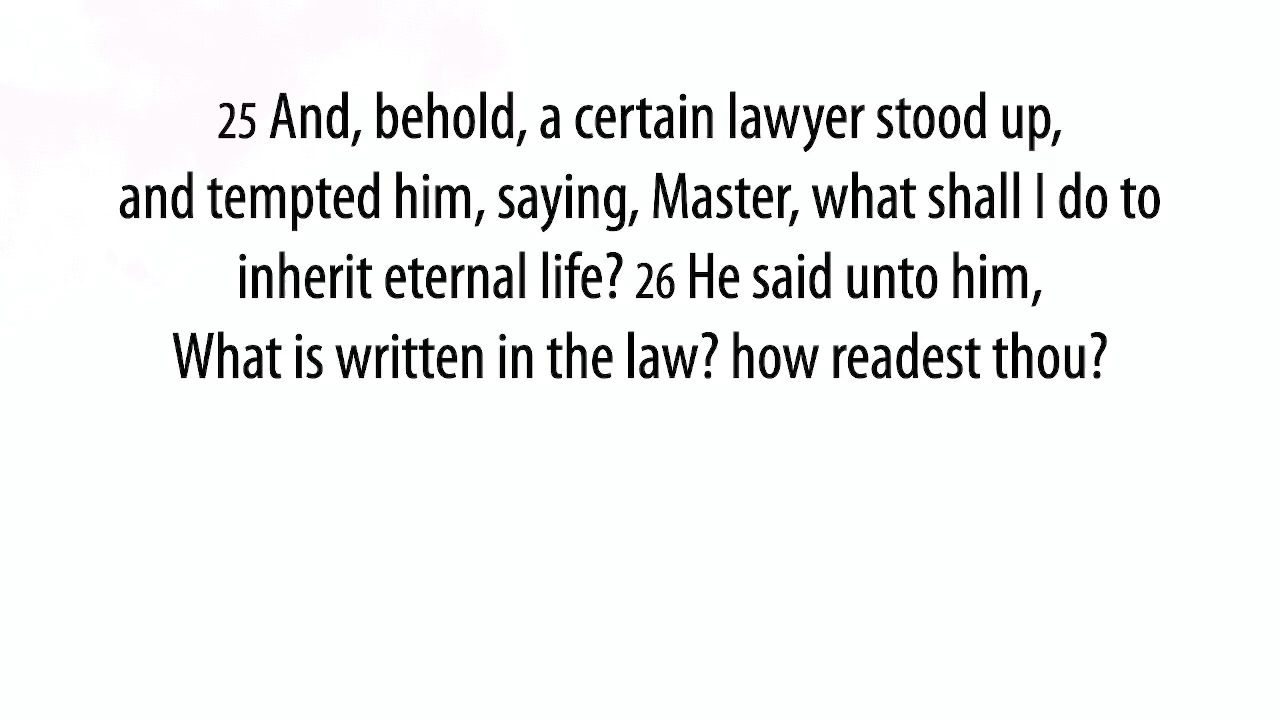 25 And, behold, a certain lawyer stood up,
and tempted him, saying, Master, what shall I do to
inherit eternal life? 26 He said unto him,
What is written in the law? how readest thou?